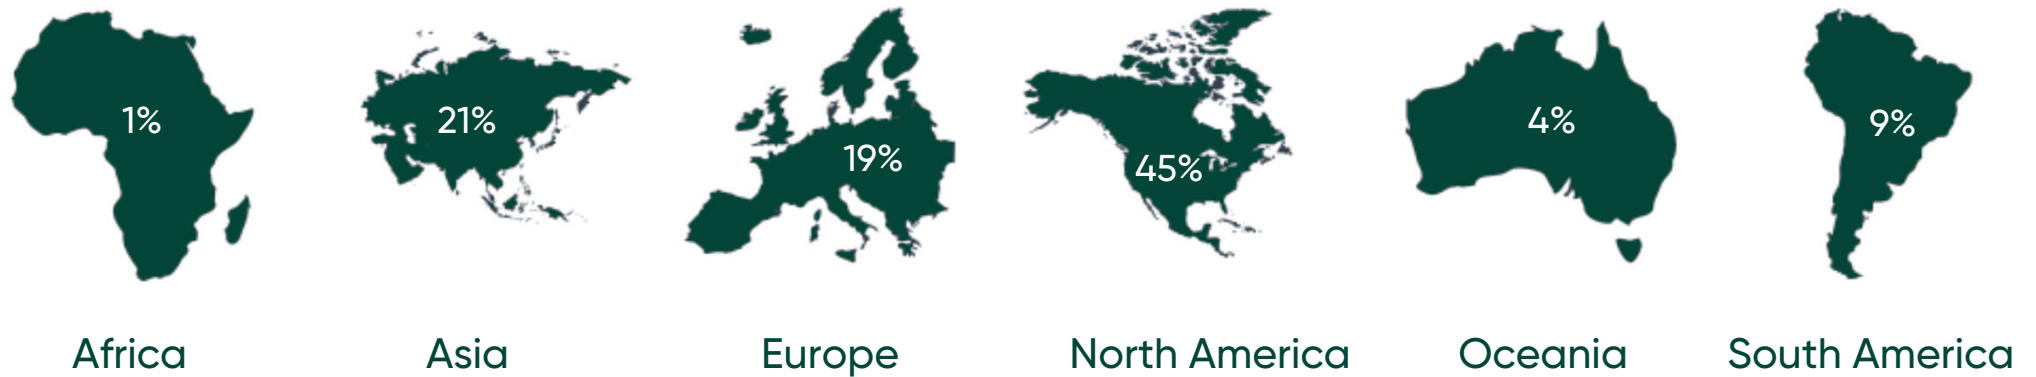 1%
21%
19%
45%
4%
9%
Africa
Asia
Europe
North America
Oceania
South America